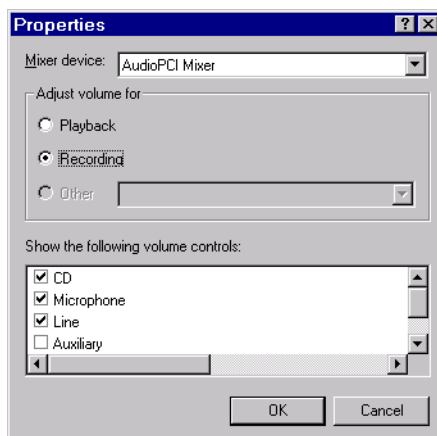 Properties
Mixer device: AudioPCI Mixer
Adjust volume for
Playback
Recording
Other
Show the following volume controls:
CD
Microphone
Line
Auxiliary
OK Cancel